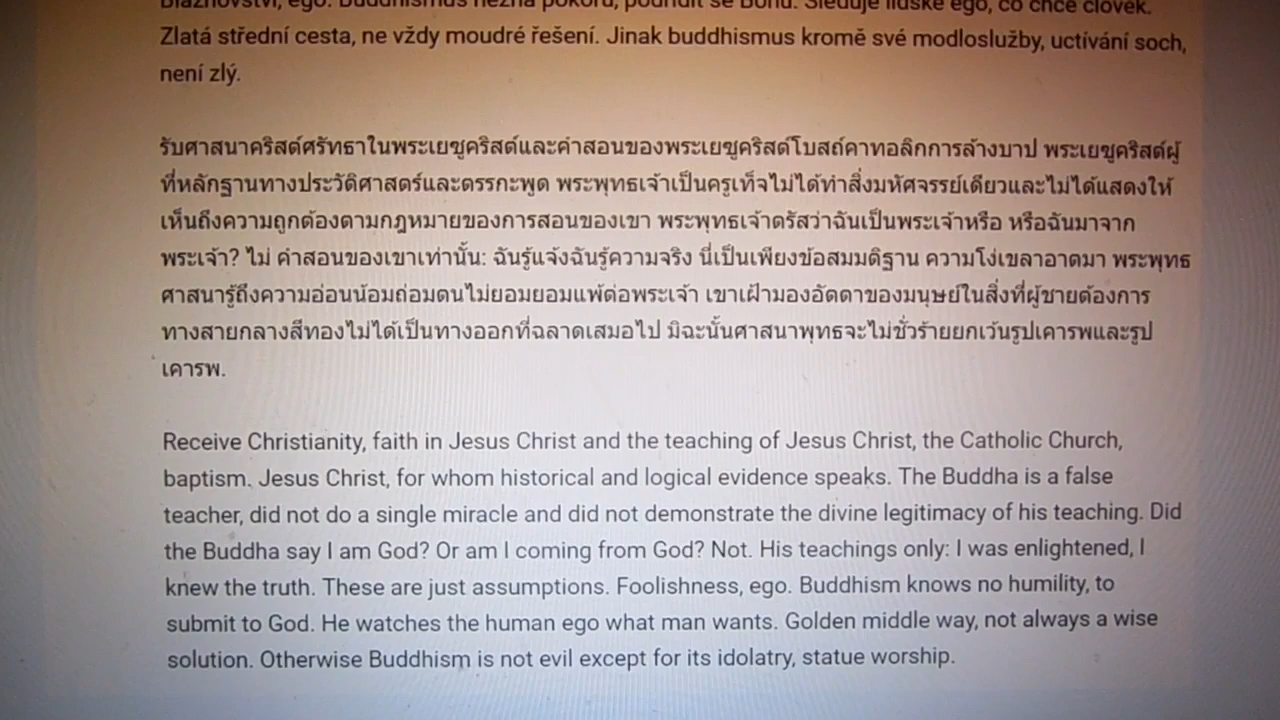 Bláznovství, ego. Buddhismus nezná pokoru, podřídit se Bohu. Sleduje lidské ego, co chce člověk.
Zlatá střední cesta, ne vždy moudré řešení. Jinak buddhismus kromě své modloslužby, uctívání soch,
není zlý.
รับศาสนาคริสต์ศรัทธาในพระเยซูคริสต์และคำสอนของพระเยซูคริสต์โบสถ์คาทอลิกการล้างบาป พระเยซูคริสต์ผู้
ที่หลักฐานทางประวัติศาสตร์และตรรกะพูด พระพุทธเจ้าเป็นครูเท็จไม่ได้ทำสิ่งมหัศจรรย์เดียวและไม่ได้แสดงให้
เห็นถึงความถูกต้องตามกฎหมายของการสอนของเขา พระพุทธเจ้าตรัสว่าฉันเป็นพระเจ้าหรือ หรือฉันมาจาก
พระเจ้า? ไม่ คำสอนของเขาเท่านั้น: ฉันรู้แจ้งฉันรู้ความจริง นี่เป็นเพียงข้อสมมติฐาน ความโง่เขลาอาตมา พระพุทธ
ศาสนารู้ถึงความอ่อนน้อมถ่อมตนไม่ยอมยอมแพ้ต่อพระเจ้า เขาเฝ้ามองอัตตาของมนุษย์ในสิ่งที่ผู้ชายต้องการ
ทางสายกลางสีทองไม่ได้เป็นทางออกที่ฉลาดเสมอไป มิฉะนั้นศาสนาพุทธจะไม่ชั่วร้ายยกเว้นรูปเคารพและรูป
เคารพ.
Receive Christianity, faith in Jesus Christ and the teaching of Jesus Christ, the Catholic Church,
baptism. Jesus Christ, for whom historical and logical evidence speaks. The Buddha is a false
teacher, did not do a single miracle and did not demonstrate the divine legitimacy of his teaching. Did
the Buddha say I am God? Or am I coming from God? Not. His teachings only: I was enlightened, I
knew the truth. These are just assumptions. Foolishness, ego. Buddhism knows no humility, to
submit to God. He watches the human ego what man wants. Golden middle way, not always a wise
solution. Otherwise Buddhism is not evil except for its idolatry, statue worship.